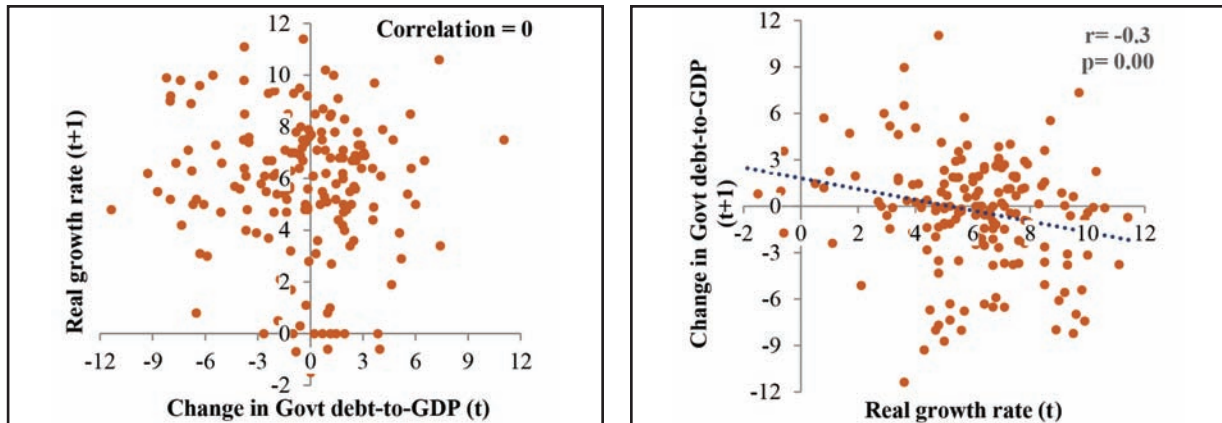 12
Correlation = 0
10
8
6
4
2
0
-12 -9 -6 -3 0 3 6 9 12
-2
Real growth rate (t+1)
Change in Govt debt-to-GDP (t)
12
r= -0.3
p= 0.00
9
6
3
0
-2 0 2 4 6 8 10 12 14
-3
-6
-9
-12
Change in Govt debt-to-GDP
(t+1)
Real growth rate (t)